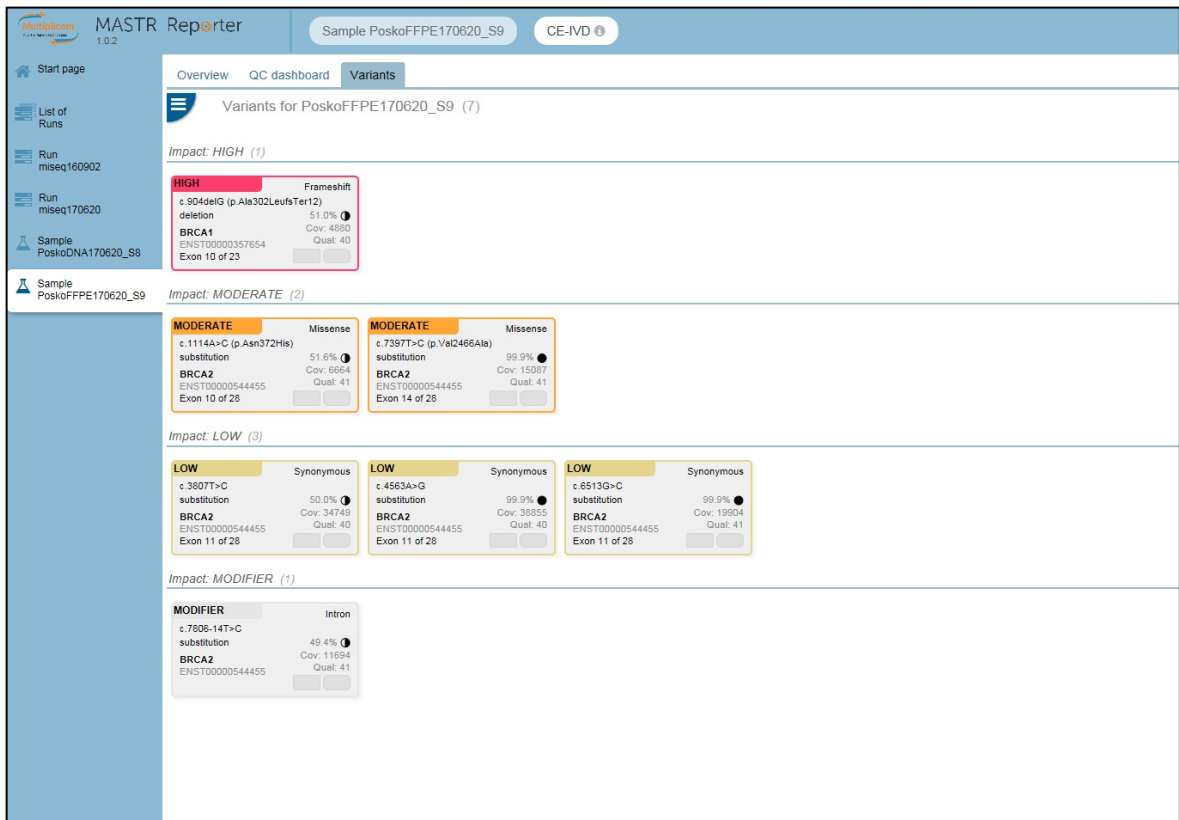 Multiplicom
MASTR Reporter
1.0.2
Sample PoskoFFPE170620_S9
CE-IVD
Start page
List of
Runs
Run
miseq160902
Run
miseq170620
Sample
PoskoDNA170620_S8
Sample
PoskoFFPE170620_S9
Overview QC dashboard Variants
Variants for PoskoFFPE170620_S9 (7)
Impact: HIGH (1)
HIGH Frameshift
c.904delG (p.Ala302LeufsTer12)
deletion 51.0%
BRCA1 Cov: 4880
ENST00000357654 Qual: 40
Exon 10 of 23
Impact: MODERATE (2)
MODERATE Missense
c.1114A>C (p.Asn372His)
substitution 51.6%
BRCA2 Cov: 6664
ENST00000544455 Qual: 41
Exon 10 of 28
MODERATE Missense
c.7397T>C (p.Val2466Ala)
substitution 99.9%
BRCA2 Cov: 15087
ENST00000544455 Qual: 41
Exon 14 of 28
Impact: LOW (3)
LOW Synonymous
c.3807T>C
substitution 50.0%
BRCA2 Cov: 34749
ENST00000544455 Qual: 40
Exon 11 of 28
LOW Synonymous
c.4563A>G
substitution 99.9%
BRCA2 Cov: 38855
ENST00000544455 Qual: 40
Exon 11 of 28
LOW Synonymous
c.6513G>C
substitution 99.9%
BRCA2 Cov: 19904
ENST00000544455 Qual: 41
Exon 11 of 28
Impact: MODIFIER (1)
MODIFIER Intron
c.7806-14T>C
substitution 49.4%
BRCA2 Cov: 11694
ENST00000544455 Qual: 41